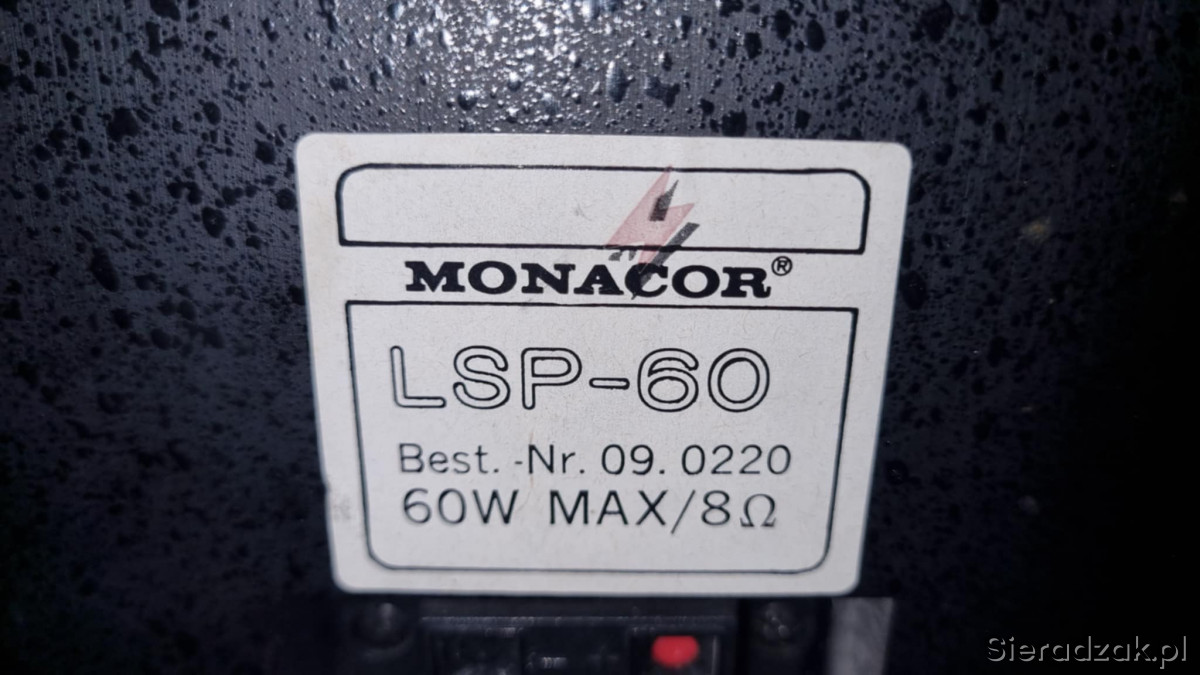 MONACOR®
LSP-60
Best. -Nr. 09. 0220
60W MAX/8Ω
Sieradzak.pl